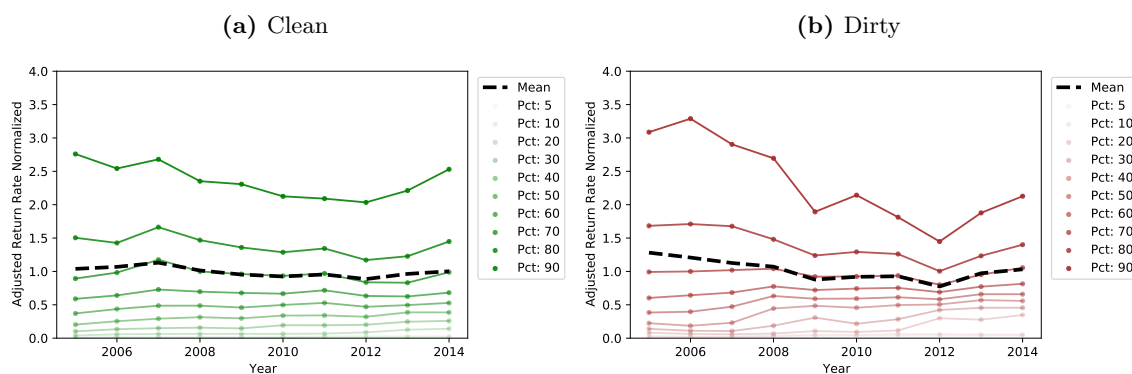 (a) Clean
(b) Dirty
Adjusted Return Rate Normalized
4.0
3.5
3.0
2.5
2.0
1.5
1.0
0.5
0.0
2006 2008 2010 2012 2014
Year
Mean
Pct: 5
Pct: 10
Pct: 20
Pct: 30
Pct: 40
Pct: 50
Pct: 60
Pct: 70
Pct: 80
Pct: 90
Adjusted Return Rate Normalized
4.0
3.5
3.0
2.5
2.0
1.5
1.0
0.5
0.0
2006 2008 2010 2012 2014
Year
Mean
Pct: 5
Pct: 10
Pct: 20
Pct: 30
Pct: 40
Pct: 50
Pct: 60
Pct: 70
Pct: 80
Pct: 90